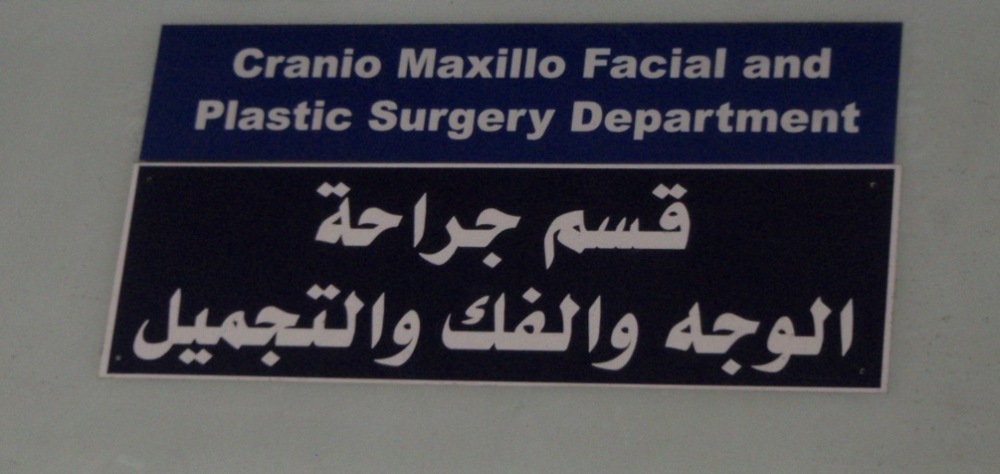 Cranio Maxillo Facial and
Plastic Surgery Department
قسم جراحة
الوجه والفك والتجميل